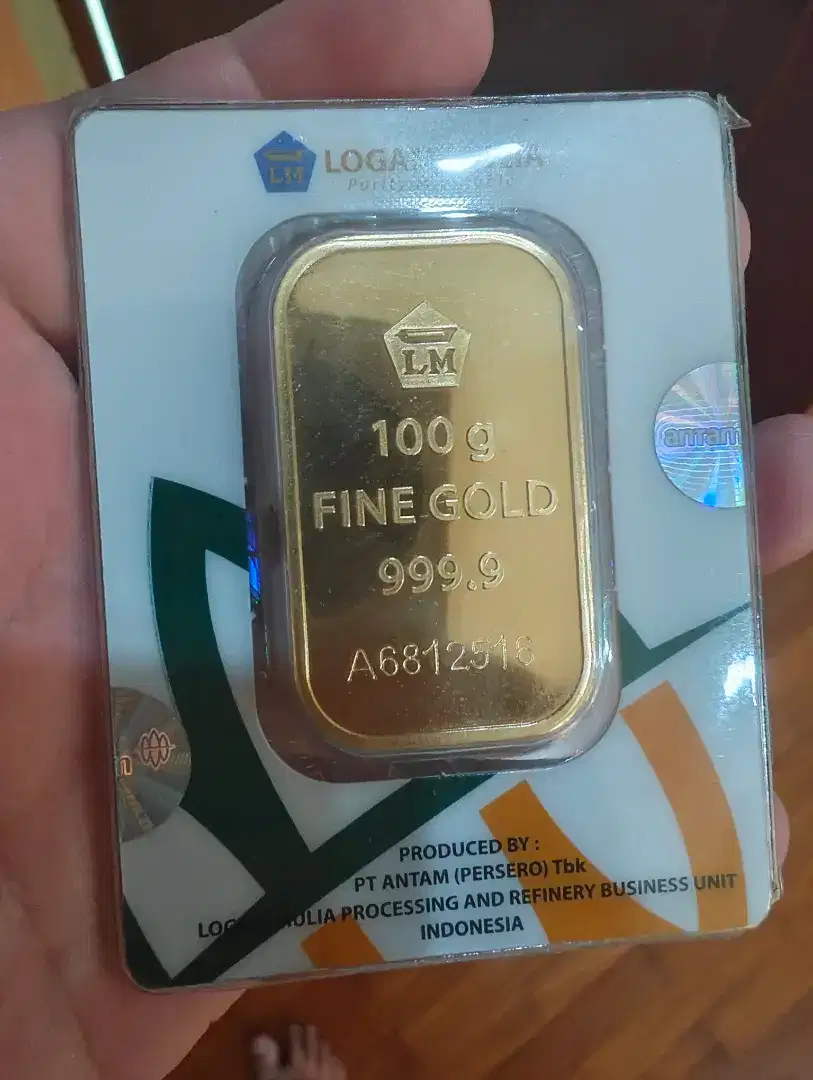 LM
LM
100 g
FINE GOLD
999.9
antam
A6812516
PRODUCED BY :
PT ANTAM (PERSERO) Tbk
PROCESSING AND REFINERY BUSINESS UNIT
INDONESIA